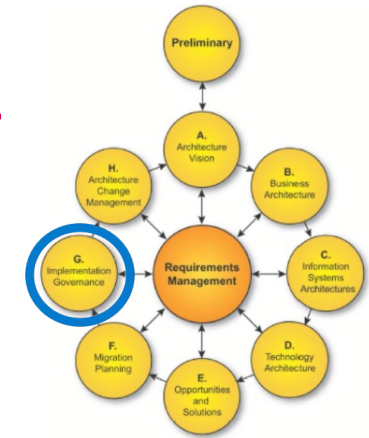 Preliminary
A.
Architecture
Vision
B.
Business
Architecture
C.
Information
Systems
Architectures
D.
Technology
Architecture
E.
Opportunities
and
Solutions
F.
Migration
Planning
G.
Implementation
Governance
H.
Architecture
Change
Management
Requirements
Management